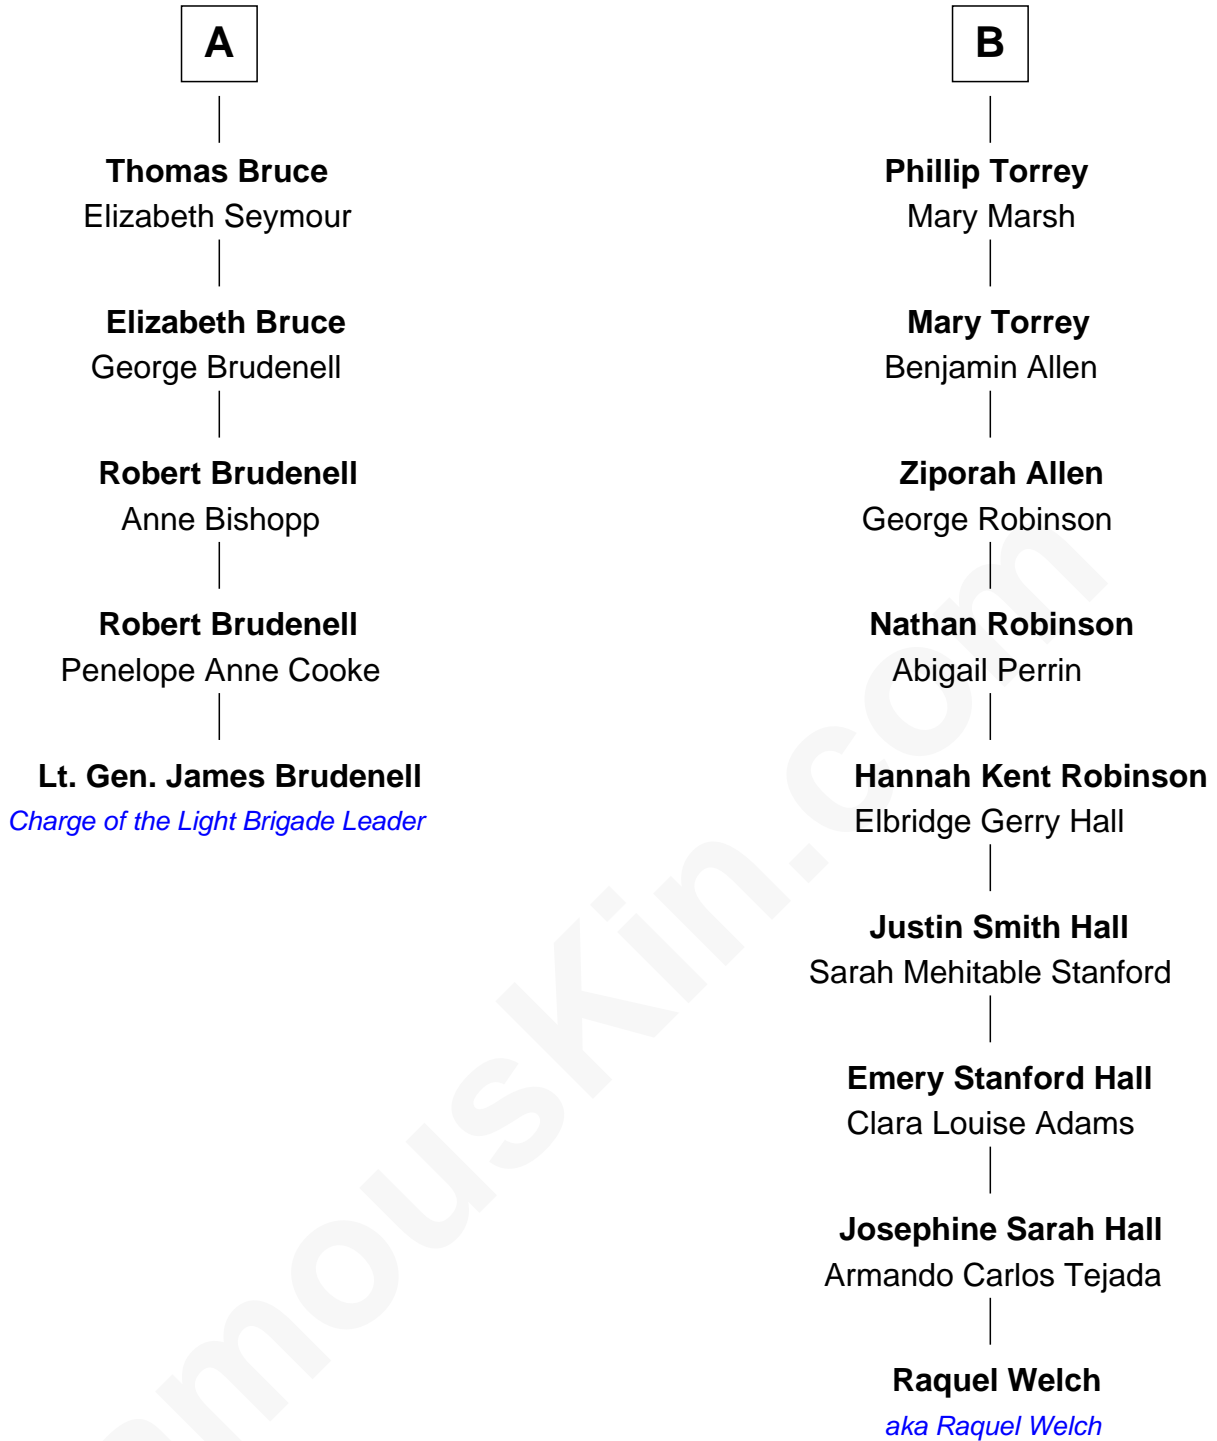 A
Thomas Bruce
Elizabeth Seymour
Elizabeth Bruce
George Brudenell
Robert Brudenell
Anne Bishopp
Robert Brudenell
Penelope Anne Cooke
Lt. Gen. James Brudenell
Charge of the Light Brigade Leader
B
Phillip Torrey
Mary Marsh
Mary Torrey
Benjamin Allen
Ziporah Allen
George Robinson
Nathan Robinson
Abigail Perrin
Hannah Kent Robinson
Elbridge Gerry Hall
Justin Smith Hall
Sarah Mehitable Stanford
Emery Stanford Hall
Clara Louise Adams
Josephine Sarah Hall
Armando Carlos Tejada
Raquel Welch
aka Raquel Welch
mousKin.com